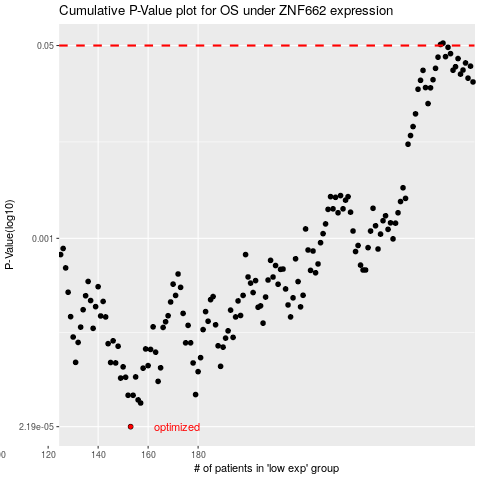 Cumulative P-Value plot for OS under ZNF662 expression
0.05
0.001
2.19e-05
P-Value(log10)
optimized
00
120
140
160
180
# of patients in 'low exp' group